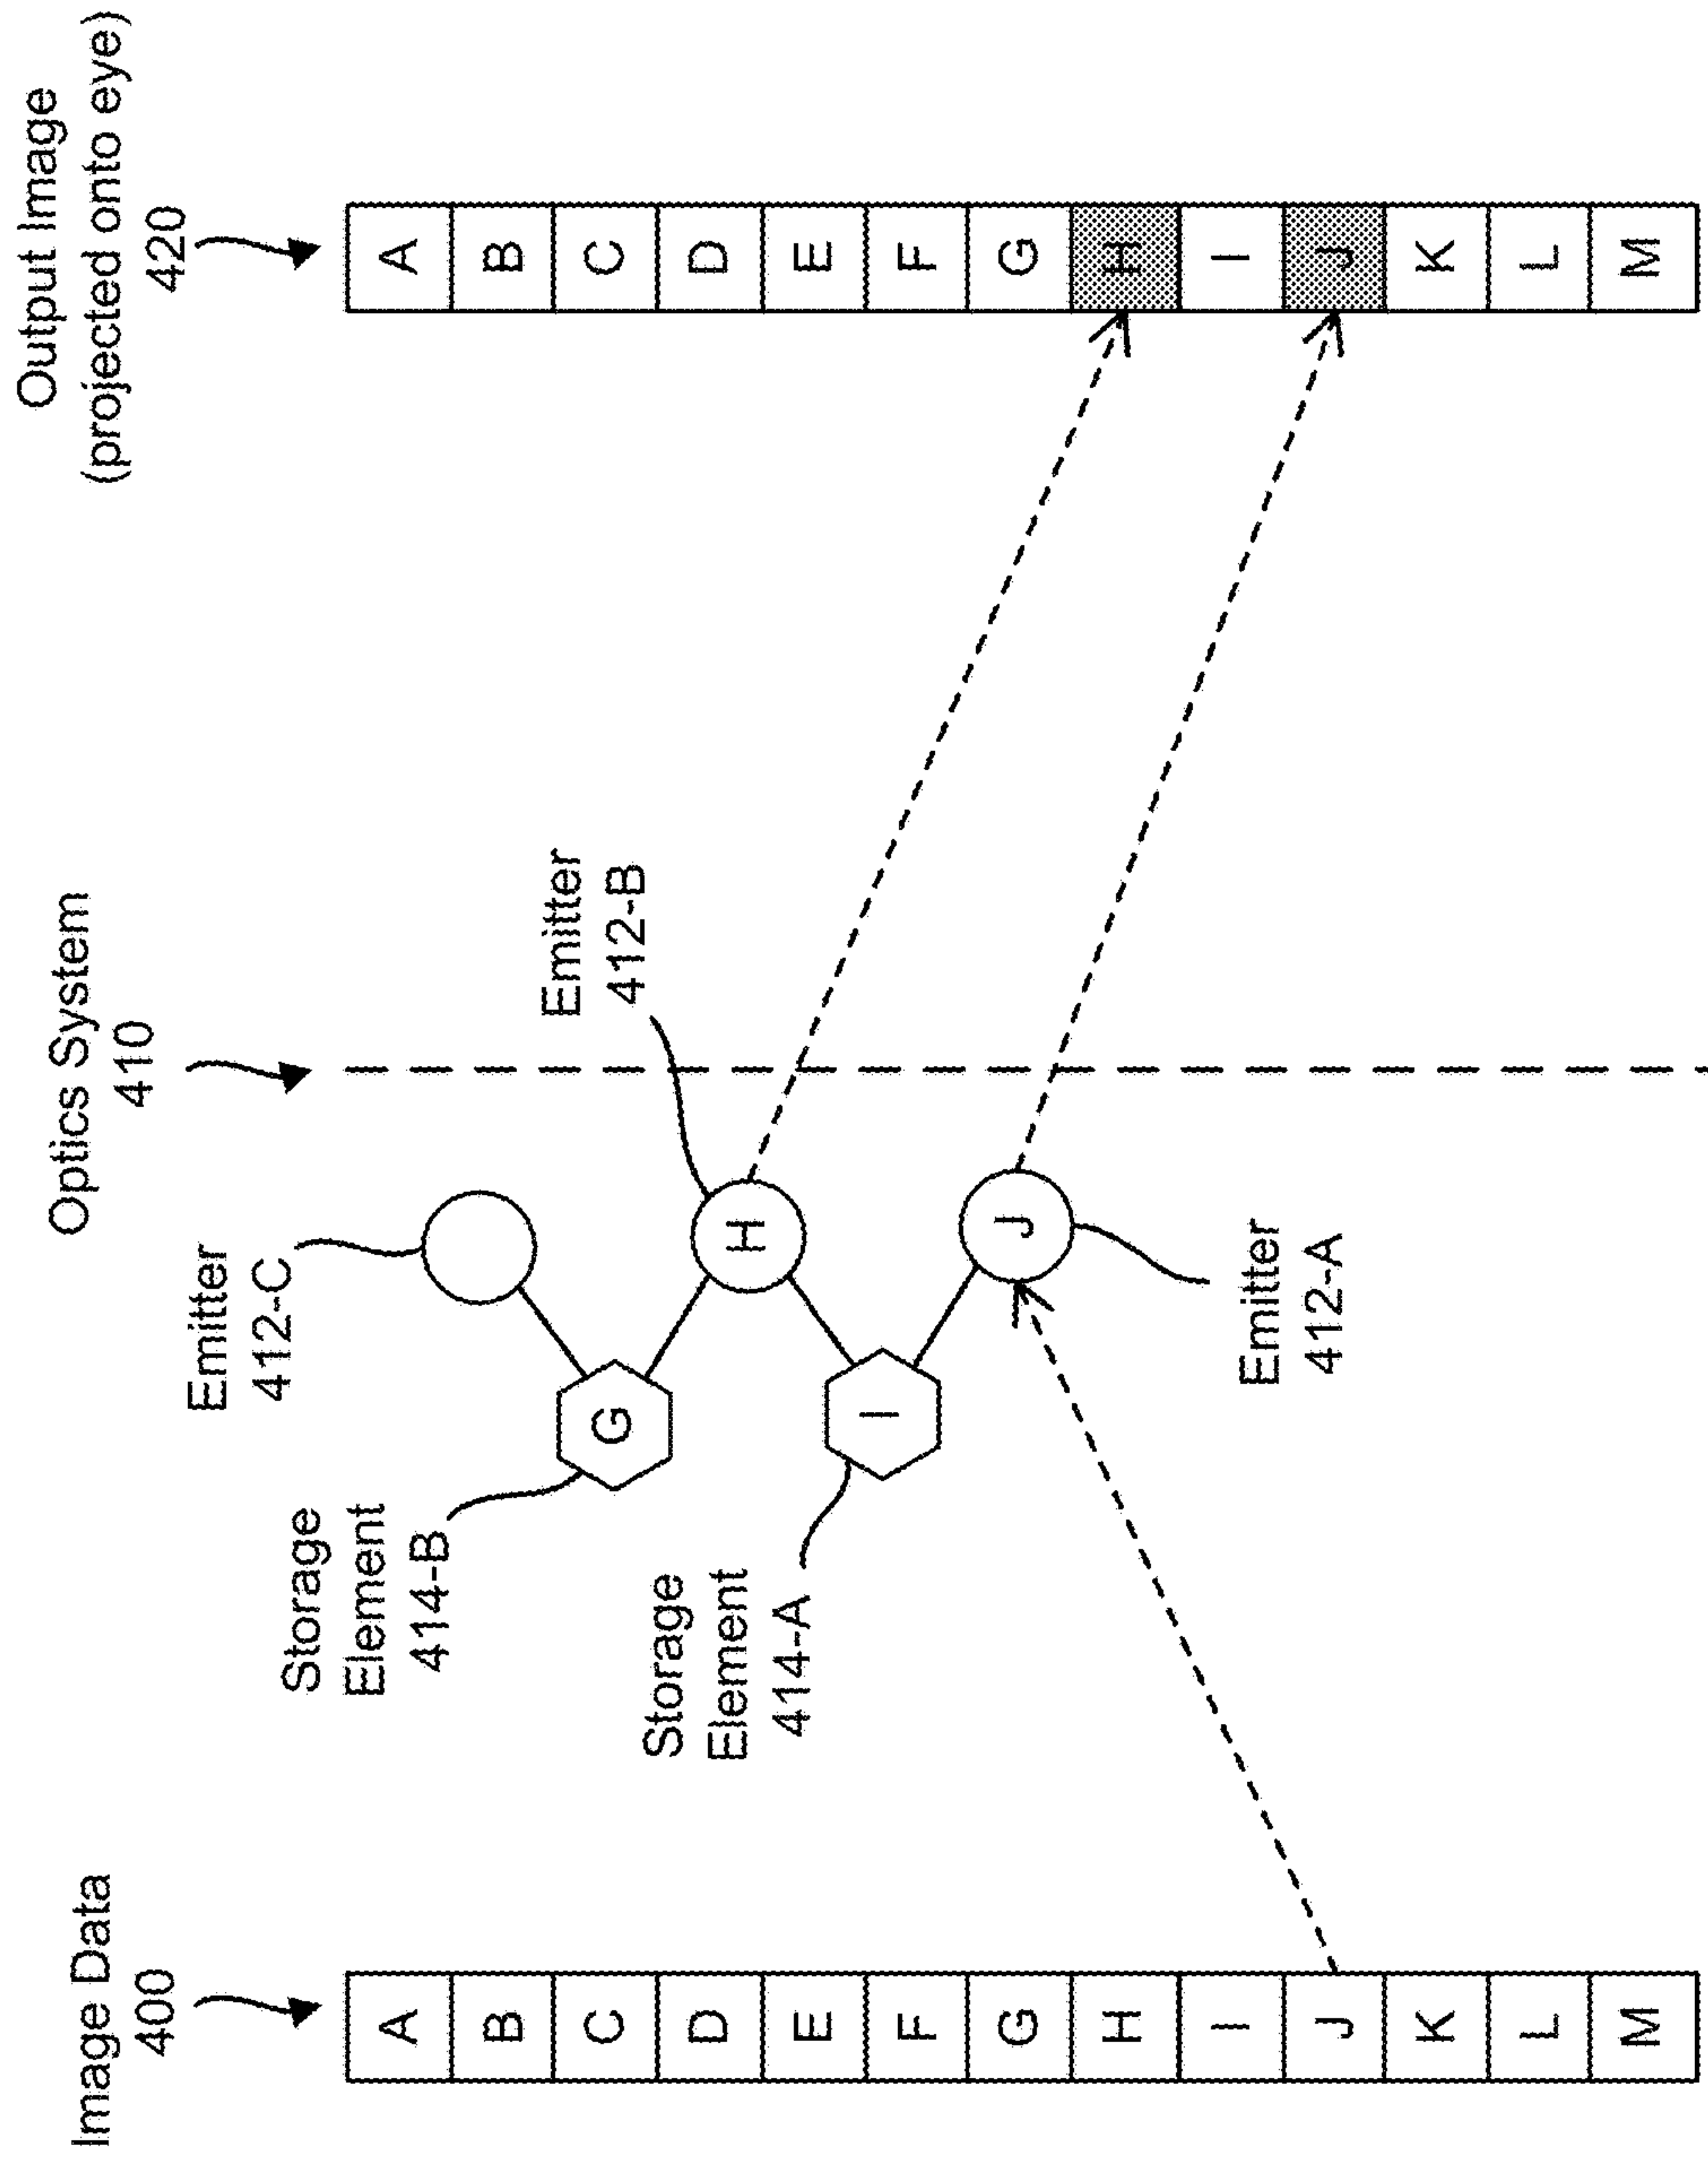 Image Data
400
A
B
C
D
E
F
G
H
I
J
K
L
M
Storage
Element
414-B
Storage
Element
414-A
G
I
Emitter
412-C
H
J
Emitter
412-A
Optics System
410
Emitter
412-B
Output Image
(projected onto eye)
420
A
B
C
D
E
F
G
H
I
J
K
L
M